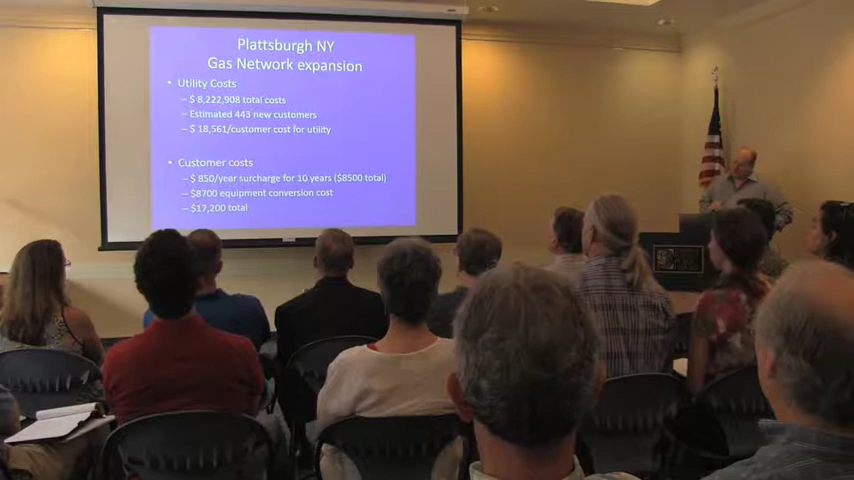 Plattsburgh NY
Gas Network expansion
• Utility Costs
– $ 8,222,908 total costs
– Estimated 443 new customers
– $ 18,561/customer cost for utility
• Customer costs
– $ 850/year surcharge for 10 years ($8500 total)
– $8700 equipment conversion cost
– $17,200 total